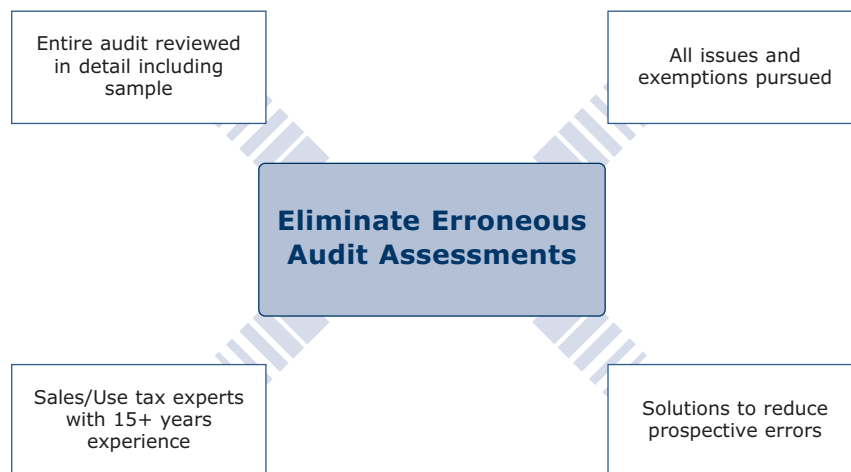 Entire audit reviewed
in detail including
sample
All issues and
exemptions pursued
Eliminate Erroneous
Audit Assessments
Sales/Use tax experts
with 15+ years
experience
Solutions to reduce
prospective errors